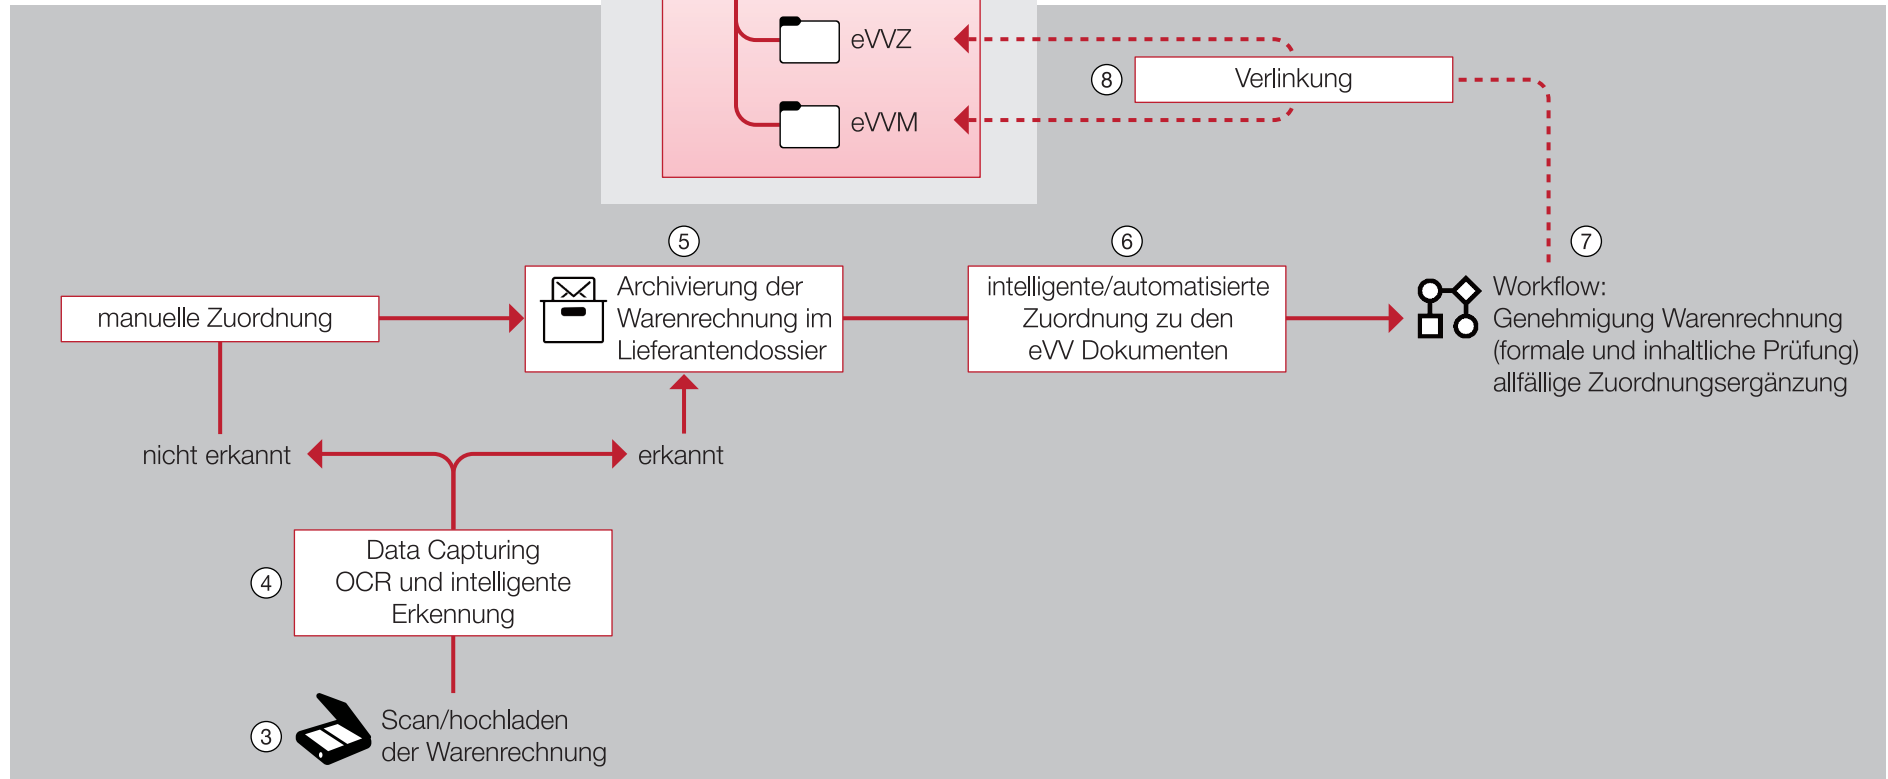 eVVZ
8
Verlinkung
eVVM
5
6
7
manuelle Zuordnung
Archivierung der
Warenrechnung im
Lieferantendossier
intelligente/automatisierte
Zuordnung zu den
eVV Dokumenten
Workflow:
Genehmigung Warenrechnung
(formale und inhaltliche Prüfung)
allfällige Zuordnungsergänzung
nicht erkannt
erkannt
4
Data Capturing
OCR und intelligente
Erkennung
3
Scan/hochladen
der Warenrechnung